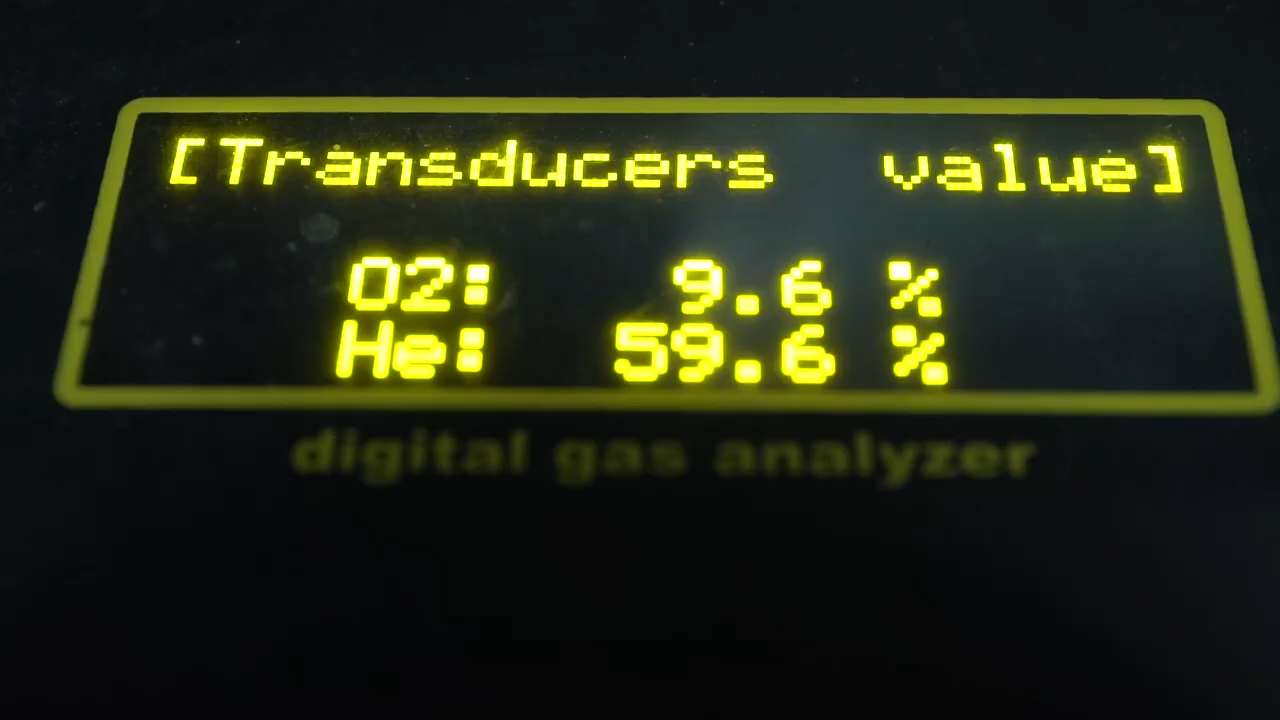 [Transducers value]
O2: 9.6 %
He: 59.6 %
digital gas analyzer